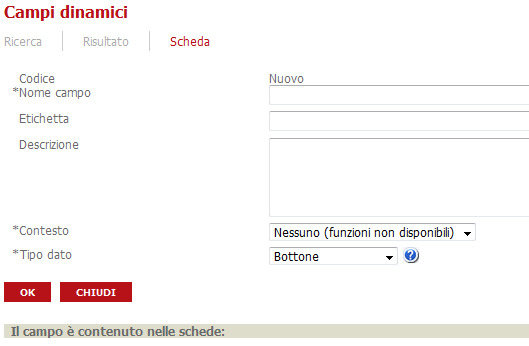 Campi dinamici
Ricerca Risultato Scheda
Codice Nuovo
*Nome campo
Etichetta
Descrizione
*Contesto Nessuno (funzioni non disponibili)
*Tipo dato Bottone ?
OK CHIUDI
Il campo è contenuto nelle schede: